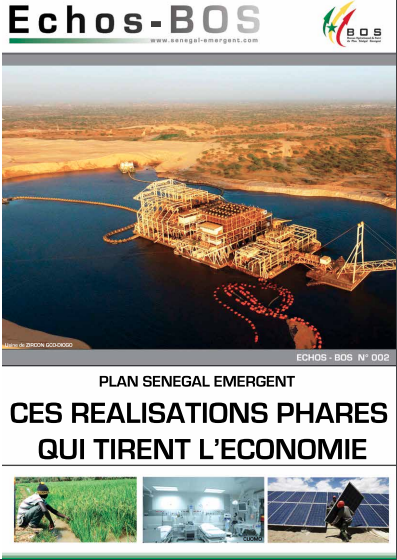 Echos-BOS
www.senegal-emergent.com
BOS
Bureau Opérationnel de Suivi
du Plan Sénégal Emergent
Usine de ZIRCON GCO-DIOGO
ECHOS - BOS N° 002
PLAN SENEGAL EMERGENT
CES REALISATIONS PHARES
QUI TIRENT L'ECONOMIE
CUOMO